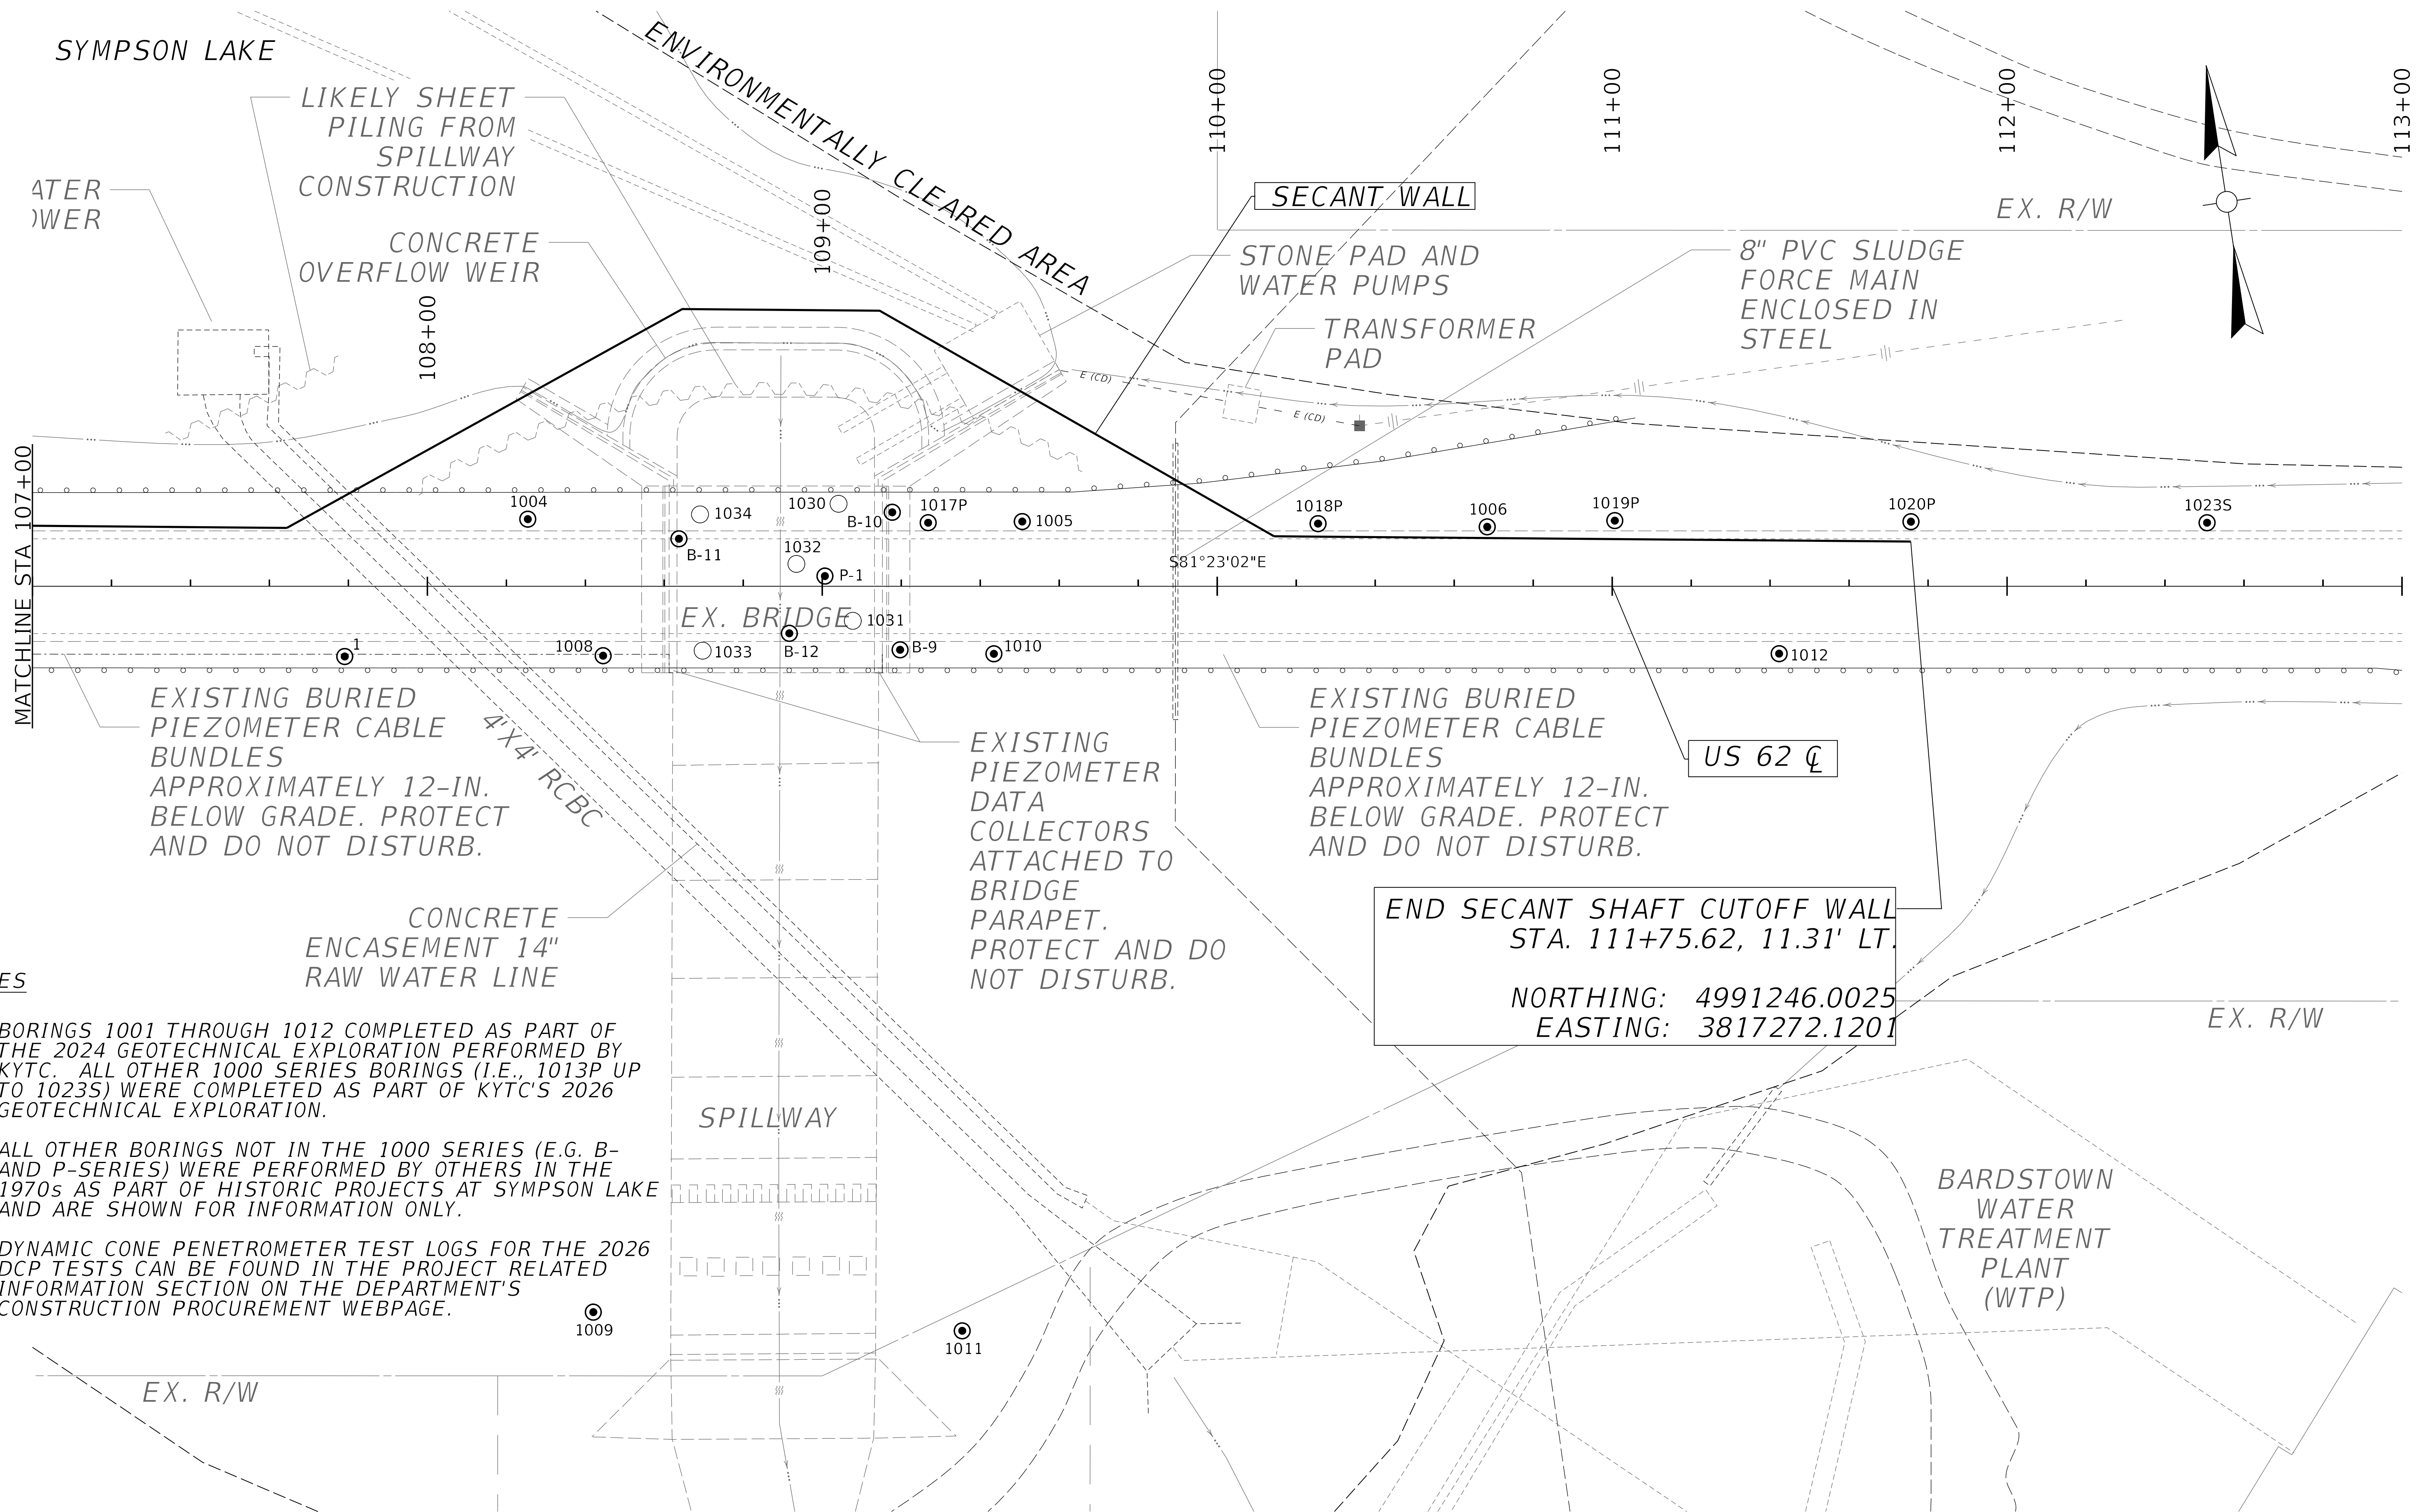 SYMPSON LAKE
LIKELY SHEET
PILING FROM
SPILLWAY
CONSTRUCTION
ATER
OWER
CONCRETE
OVERFLOW WEIR
ENVIRONMENTALLY CLEARED AREA
108+00
109+00
110+00
111+00
112+00
113+00
SECANT WALL
STONE PAD AND
WATER PUMPS
TRANSFORMER
PAD
8" PVC SLUDGE
FORCE MAIN
ENCLOSED IN
STEEL
EX. R/W
E (CD)
E (CD)
MATCHLINE STA. 107+00
1004
1034
1030
B-10
1017P
1005
1018P
1006
1019P
1020P
1023S
B-11
1032
P-1
S81°23'02"E
EX. BRIDGE
1031
1
1008
1033
B-12
B-9
1010
1012
EXISTING BURIED
PIEZOMETER CABLE
BUNDLES
APPROXIMATELY 12-IN.
BELOW GRADE. PROTECT
AND DO NOT DISTURB.
4'X4' RCBC
EXISTING
PIEZOMETER
DATA
COLLECTORS
ATTACHED TO
BRIDGE
PARAPET.
PROTECT AND DO
NOT DISTURB.
EXISTING BURIED
PIEZOMETER CABLE
BUNDLES
APPROXIMATELY 12-IN.
BELOW GRADE. PROTECT
AND DO NOT DISTURB.
US 62 ℄
CONCRETE
ENCASEMENT 14"
RAW WATER LINE
END SECANT SHAFT CUTOFF WALL
STA. 111+75.62, 11.31' LT.
NORTHING: 4991246.0025
EASTING: 3817272.1201
EX. R/W
ES
BORINGS 1001 THROUGH 1012 COMPLETED AS PART OF
THE 2024 GEOTECHNICAL EXPLORATION PERFORMED BY
KYTC. ALL OTHER 1000 SERIES BORINGS (I.E., 1013P UP
TO 1023S) WERE COMPLETED AS PART OF KYTC'S 2026
GEOTECHNICAL EXPLORATION.
ALL OTHER BORINGS NOT IN THE 1000 SERIES (E.G. B-
AND P-SERIES) WERE PERFORMED BY OTHERS IN THE
1970s AS PART OF HISTORIC PROJECTS AT SYMPSON LAKE
AND ARE SHOWN FOR INFORMATION ONLY.
DYNAMIC CONE PENETROMETER TEST LOGS FOR THE 2026
DCP TESTS CAN BE FOUND IN THE PROJECT RELATED
INFORMATION SECTION ON THE DEPARTMENT'S
CONSTRUCTION PROCUREMENT WEBPAGE.
SPILLWAY
BARDSTOWN
WATER
TREATMENT
PLANT
(WTP)
1009
1011
EX. R/W